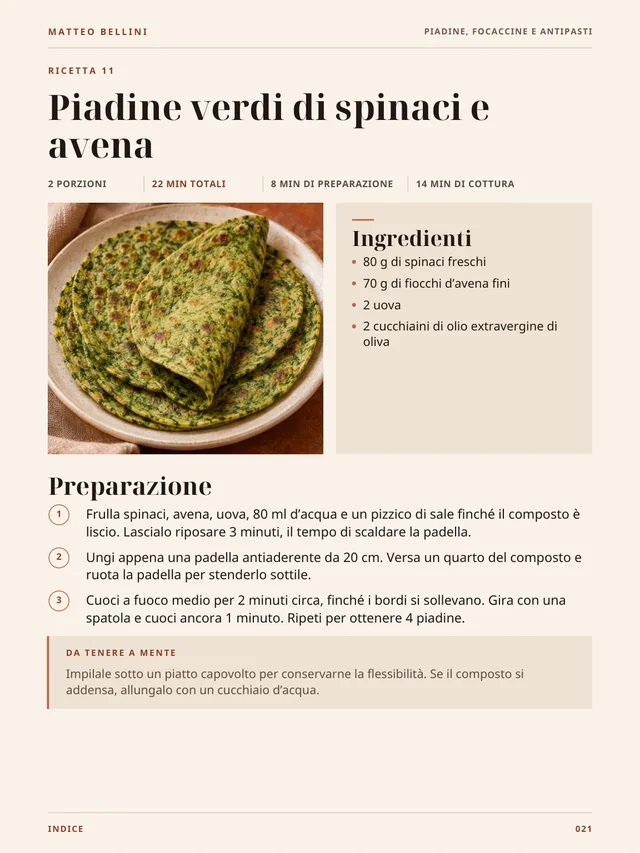 MATTEO BELLINI
PIADINE, FOCACCINE E ANTIPASTI
RICETTA 11
Piadine verdi di spinaci e
avena
2 PORZIONI
22 MIN TOTALI
8 MIN DI PREPARAZIONE
14 MIN DI COTTURA
Ingredienti
• 80 g di spinaci freschi
• 70 g di fiocchi d’avena fini
• 2 uova
• 2 cucchiaini di olio extravergine di
oliva
Preparazione
1 Frulla spinaci, avena, uova, 80 ml d’acqua e un pizzico di sale finché il composto è
liscio. Lascialo riposare 3 minuti, il tempo di scaldare la padella.
2 Ungi appena una padella antiaderente da 20 cm. Versa un quarto del composto e
ruota la padella per stenderlo sottile.
3 Cuoci a fuoco medio per 2 minuti circa, finché i bordi si sollevano. Gira con una
spatola e cuoci ancora 1 minuto. Ripeti per ottenere 4 piadine.
DA TENERE A MENTE
Impilale sotto un piatto capovolto per conservarne la flessibilità. Se il composto si
addensa, allungalo con un cucchiaio d’acqua.
INDICE
021